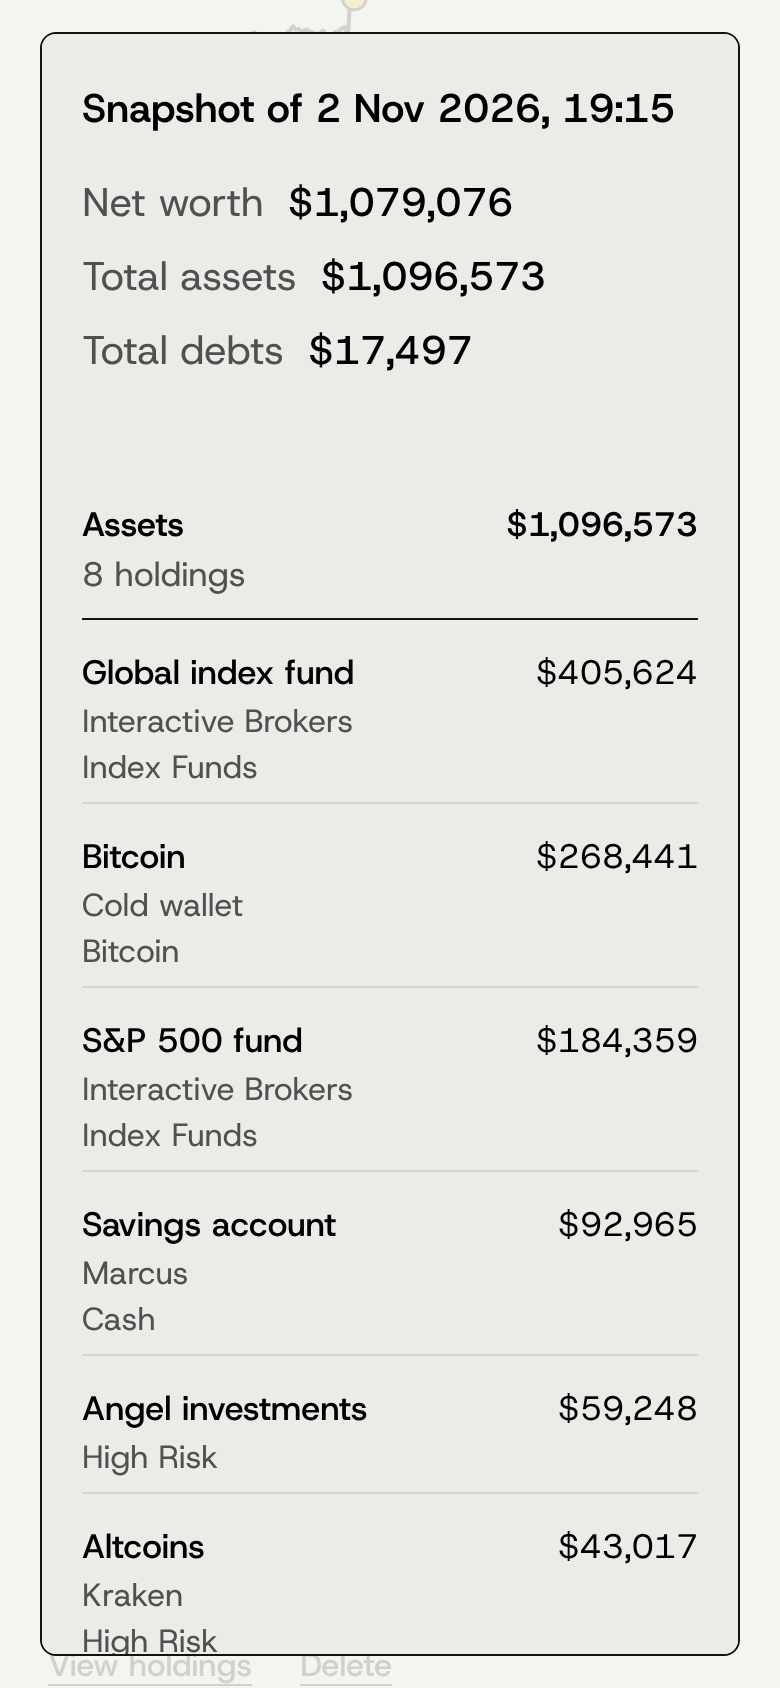 Snapshot of 2 Nov 2026, 19:15
Net worth $1,079,076
Total assets $1,096,573
Total debts $17,497
Assets $1,096,573
8 holdings
Global index fund $405,624
Interactive Brokers
Index Funds
Bitcoin $268,441
Cold wallet
Bitcoin
S&P 500 fund $184,359
Interactive Brokers
Index Funds
Savings account $92,965
Marcus
Cash
Angel investments $59,248
High Risk
Altcoins $43,017
Kraken
High Risk
View holdings Delete